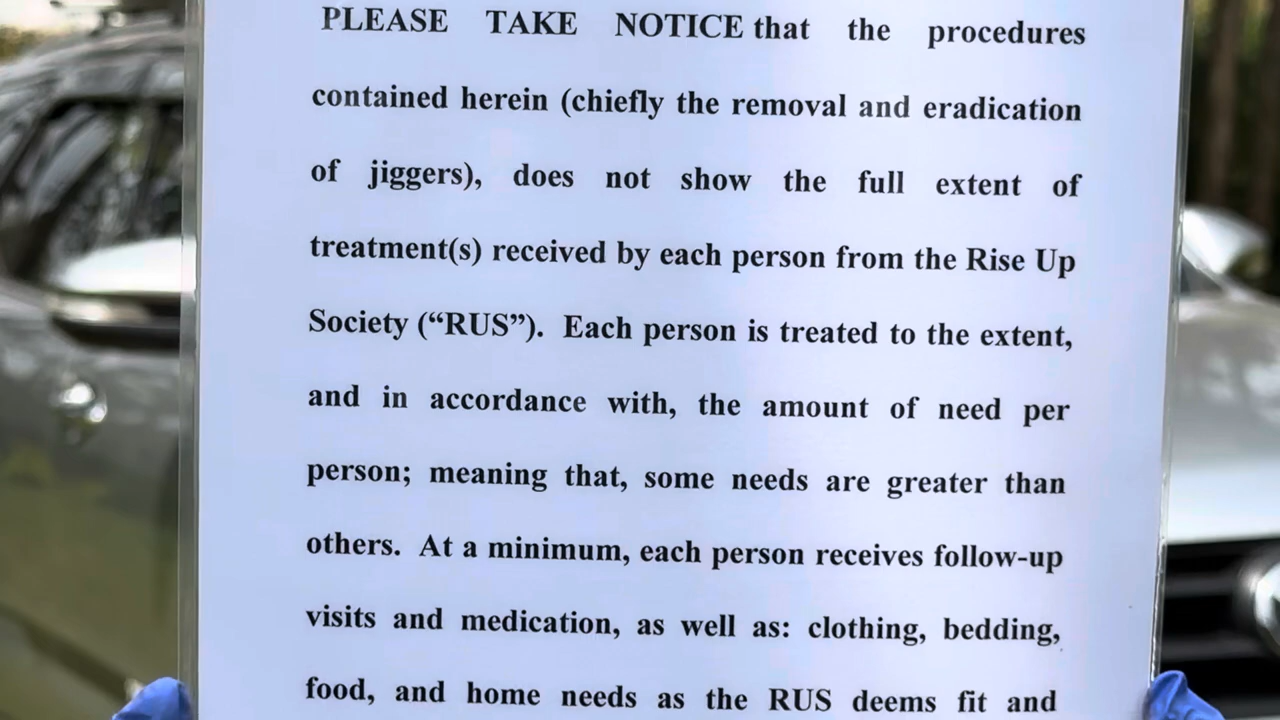 PLEASE TAKE NOTICE that the procedures
contained herein (chiefly the removal and eradication
of jiggers), does not show the full extent of
treatment(s) received by each person from the Rise Up
Society (“RUS”). Each person is treated to the extent,
and in accordance with, the amount of need per
person; meaning that, some needs are greater than
others. At a minimum, each person receives follow-up
visits and medication, as well as: clothing, bedding,
food, and home needs as the RUS deems fit and